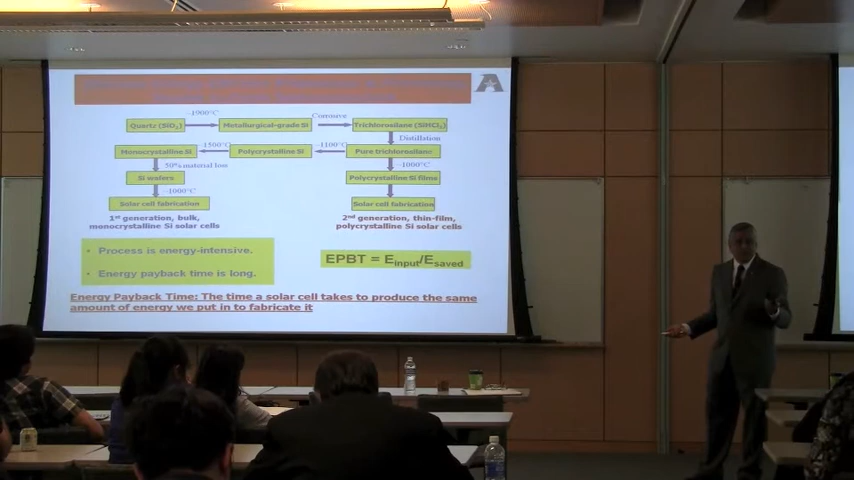 ~1900°C
Corrosive
Quartz (SiO2)
Metallurgical-grade Si
Trichlorosilane (SiHCl3)
Distillation
Monocrystalline Si
~1500°C
Polycrystalline Si
~1100°C
Pure trichlorosilane
50% material loss
~1000°C
Si wafers
Polycrystalline Si films
~1000°C
Solar cell fabrication
Solar cell fabrication
1st generation, bulk,
monocrystalline Si solar cells
2nd generation, thin-film,
polycrystalline Si solar cells
• Process is energy-intensive.
• Energy payback time is long.
EPBT = Einput/Esaved
Energy Payback Time: The time a solar cell takes to produce the same
amount of energy we put in to fabricate it